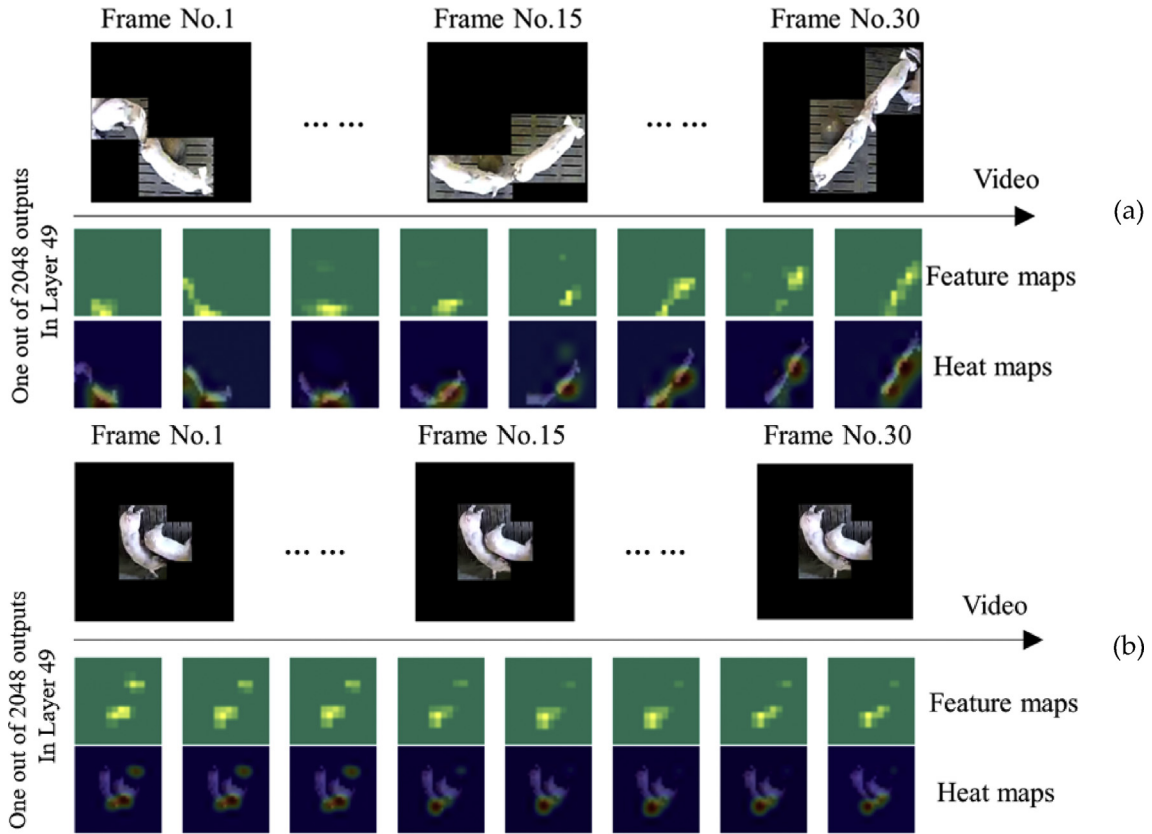 Frame No.1
Frame No.15
Frame No.30
... ...
... ...
Video
(a)
One out of 2048 outputs
In Layer 49
Feature maps
Heat maps
Frame No.1
Frame No.15
Frame No.30
... ...
... ...
Video
(b)
One out of 2048 outputs
In Layer 49
Feature maps
Heat maps